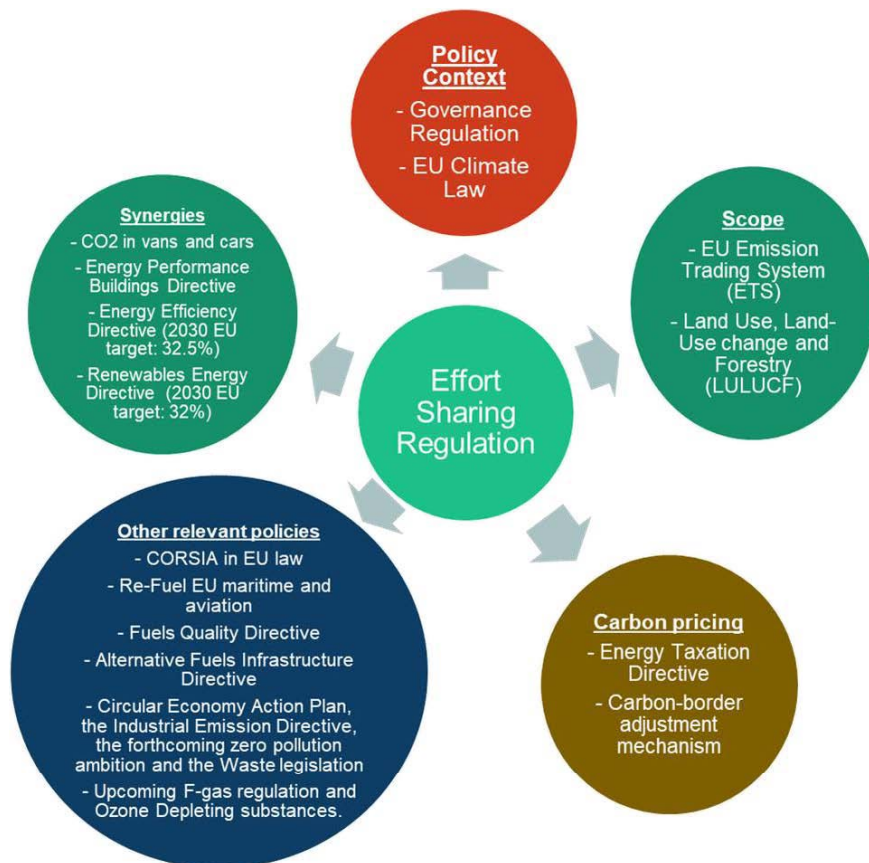 Policy
Context
- Governance
Regulation
- EU Climate
Law
Synergies
- CO2 in vans and cars
- Energy Performance
Buildings Directive
- Energy Efficiency
Directive (2030 EU
target: 32.5%)
- Renewables Energy
Directive (2030 EU
target: 32%)
Scope
- EU Emission
Trading System
(ETS)
- Land Use, Land-
Use change and
Forestry
(LULUCF)
Effort
Sharing
Regulation
Other relevant policies
- CORSIA in EU law
- Re-Fuel EU maritime and
aviation
- Fuels Quality Directive
- Alternative Fuels Infrastructure
Directive
- Circular Economy Action Plan,
the Industrial Emission Directive,
the forthcoming zero pollution
ambition and the Waste legislation
- Upcoming F-gas regulation and
Ozone Depleting substances.
Carbon pricing
- Energy Taxation
Directive
- Carbon-border
adjustment
mechanism